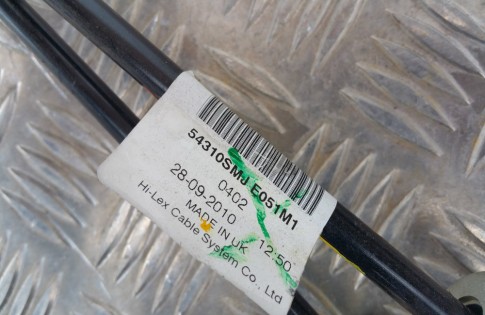 54310SMJ E051M1
0402
28-09-2010 12:50
MADE IN UK
Hi-Lex Cable System Co., Ltd